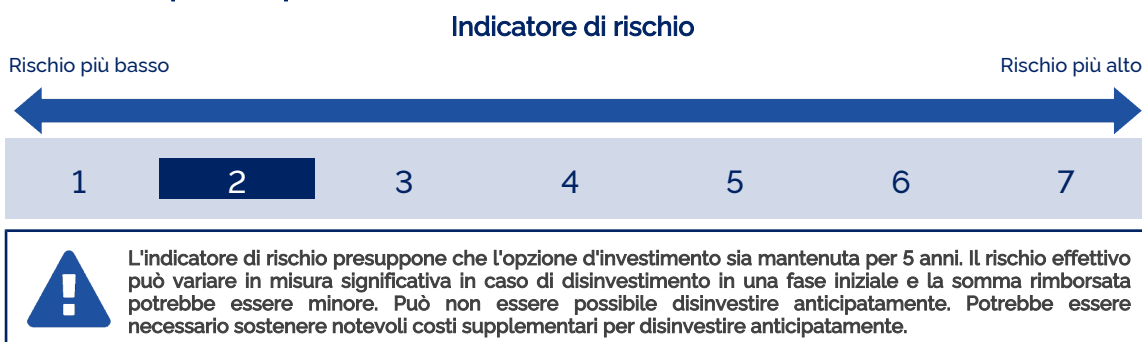 Indicatore di rischio
Rischio più basso
Rischio più alto
1 2 3 4 5 6 7
L'indicatore di rischio presuppone che l'opzione d'investimento sia mantenuta per 5 anni. Il rischio effettivo
può variare in misura significativa in caso di disinvestimento in una fase iniziale e la somma rimborsata
potrebbe essere minore. Può non essere possibile disinvestire anticipatamente. Potrebbe essere
necessario sostenere notevoli costi supplementari per disinvestire anticipatamente.